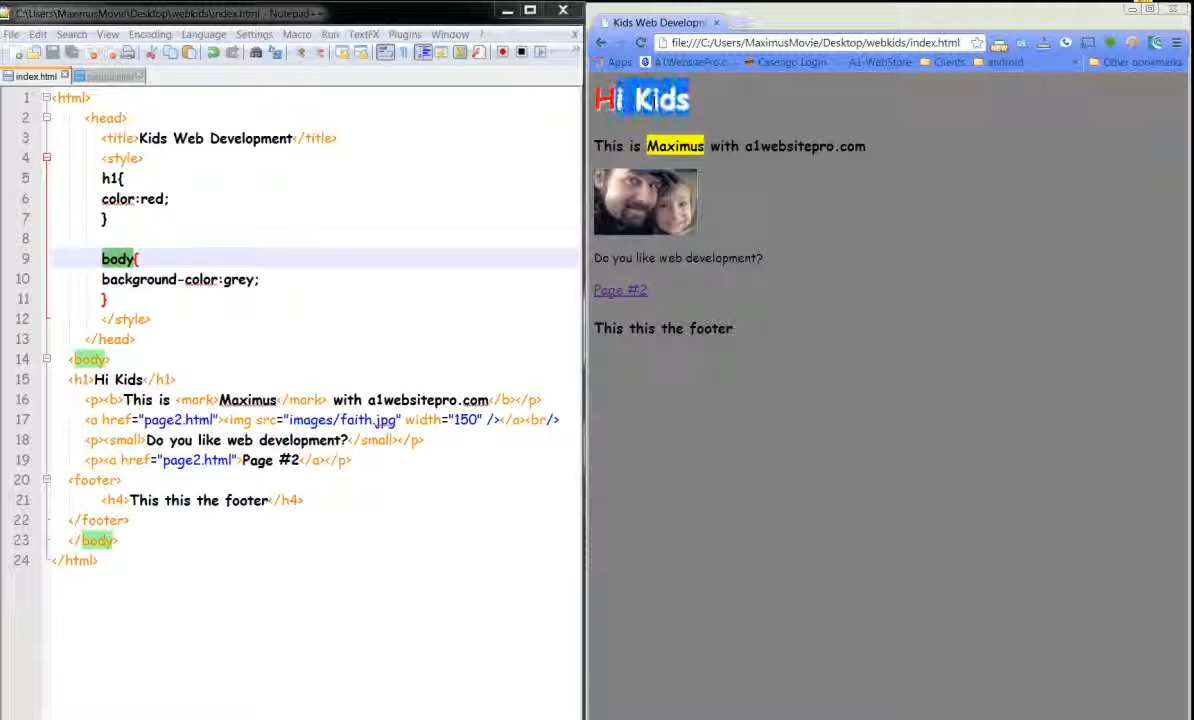 C:\Users\MaximusMovie\Desktop\webkids\index.html - Notepad++
File Edit Search View Encoding Language Settings Macro Run TextFX Plugins Window ? X
index.html
1 <html>
2 <head>
3 <title>Kids Web Development</title>
4 <style>
5 h1{
6 color:red;
7 }
8
9 body{
10 background-color:grey;
11 }
12 </style>
13 </head>
14 <body>
15 <h1>Hi Kids</h1>
16 <p><b>This is <mark>Maximus</mark> with a1websitepro.com</b></p>
17 <a href="page2.html"><img src="images/faith.jpg" width="150" /></a><br/>
18 <p><small>Do you like web development?</small></p>
19 <p><a href="page2.html">Page #2</a></p>
20 <footer>
21 <h4>This this the footer</h4>
22 </footer>
23 </body>
24 </html>
Kids Web Developm
file:///C:/Users/MaximusMovie/Desktop/webkids/index.html
Apps A1WebsitePro.c Casengo Login A1-WebStore Clients android » Other bookmarks
Hi Kids
This is Maximus with a1websitepro.com
Do you like web development?
Page #2
This this the footer